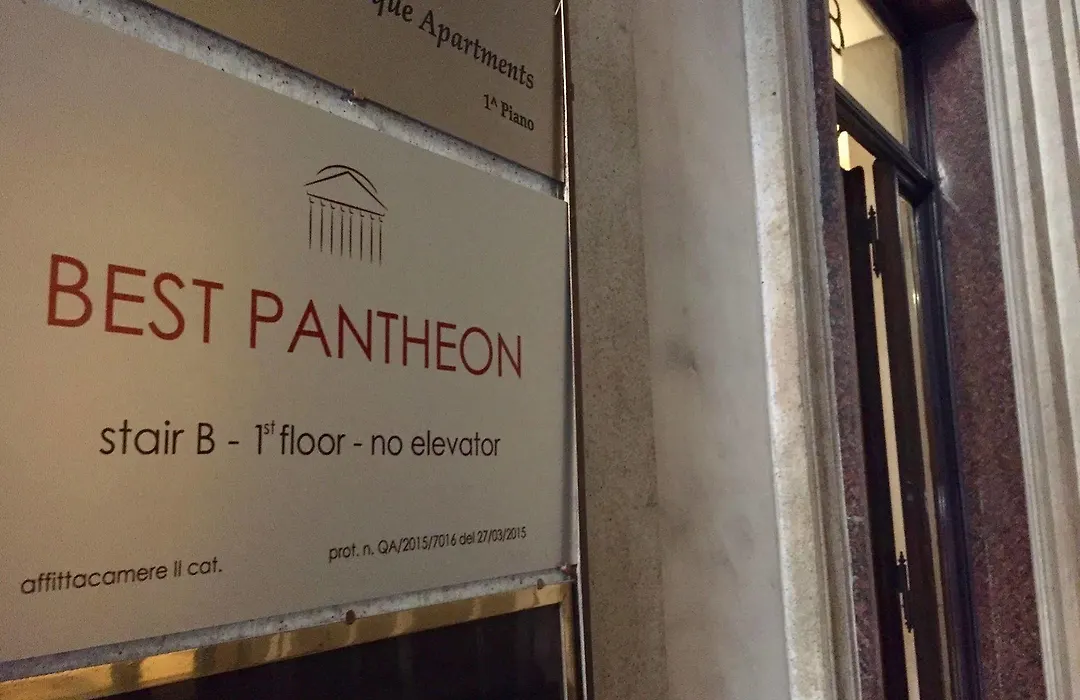 Apartments
1^ Piano
BEST PANTHEON
stair B - 1st floor - no elevator
prot. n. QA/2015/7016 del 27/03/2015
affittacamere II cat.
B